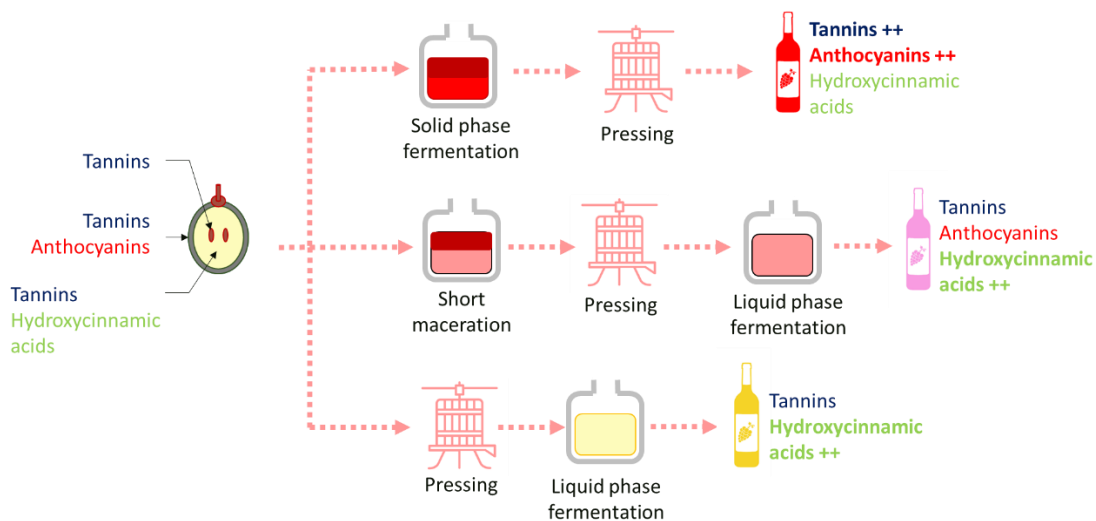 Tannins
Tannins
Anthocyanins
Tannins
Hydroxycinnamic
acids
Solid phase
fermentation
Pressing
Tannins ++
Anthocyanins ++
Hydroxycinnamic
acids
Short
maceration
Pressing
Liquid phase
fermentation
Tannins
Anthocyanins
Hydroxycinnamic
acids ++
Pressing
Liquid phase
fermentation
Tannins
Hydroxycinnamic
acids ++